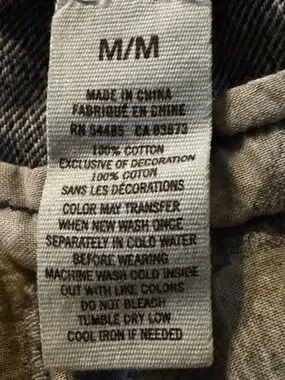 M/M
MADE IN CHINA
FABRIQUÉ EN CHINE
RN 54485 CA 03673
100% COTTON
EXCLUSIVE OF DECORATION
100% COTON
SANS LES DÉCORATIONS
COLOR MAY TRANSFER
WHEN NEW WASH ONCE
SEPARATELY IN COLD WATER
BEFORE WEARING
MACHINE WASH COLD INSIDE
OUT WITH LIKE COLORS
DO NOT BLEACH
TUMBLE DRY LOW
COOL IRON IF NEEDED